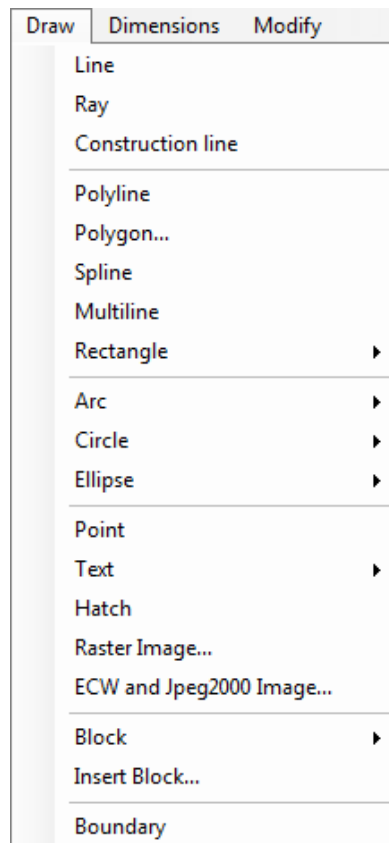 Draw Dimensions Modify
Line
Ray
Construction line
Polyline
Polygon...
Spline
Multiline
Rectangle
Arc
Circle
Ellipse
Point
Text
Hatch
Raster Image...
ECW and Jpeg2000 Image...
Block
Insert Block...
Boundary